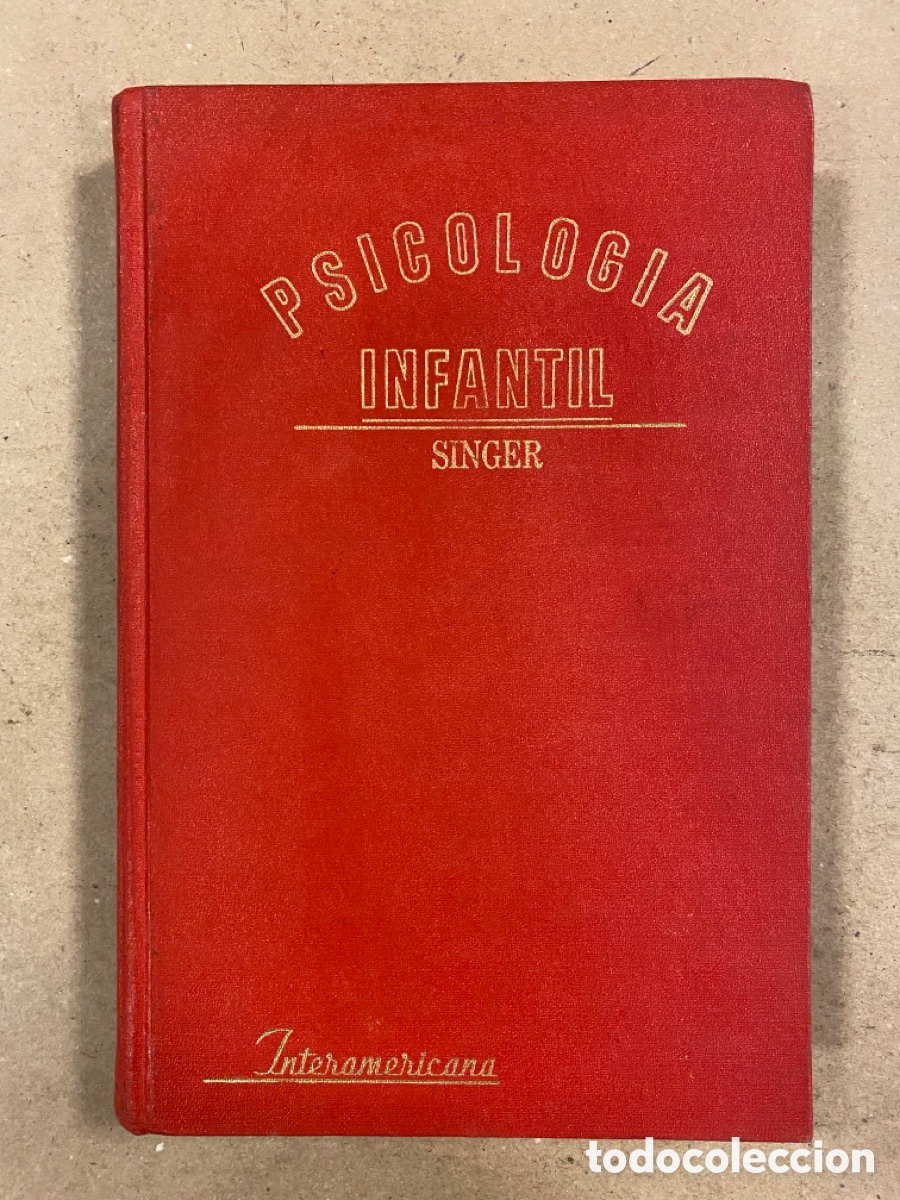 PSICOLOGIA
INFANTIL
SINGER
Interamericana
todocoleccion